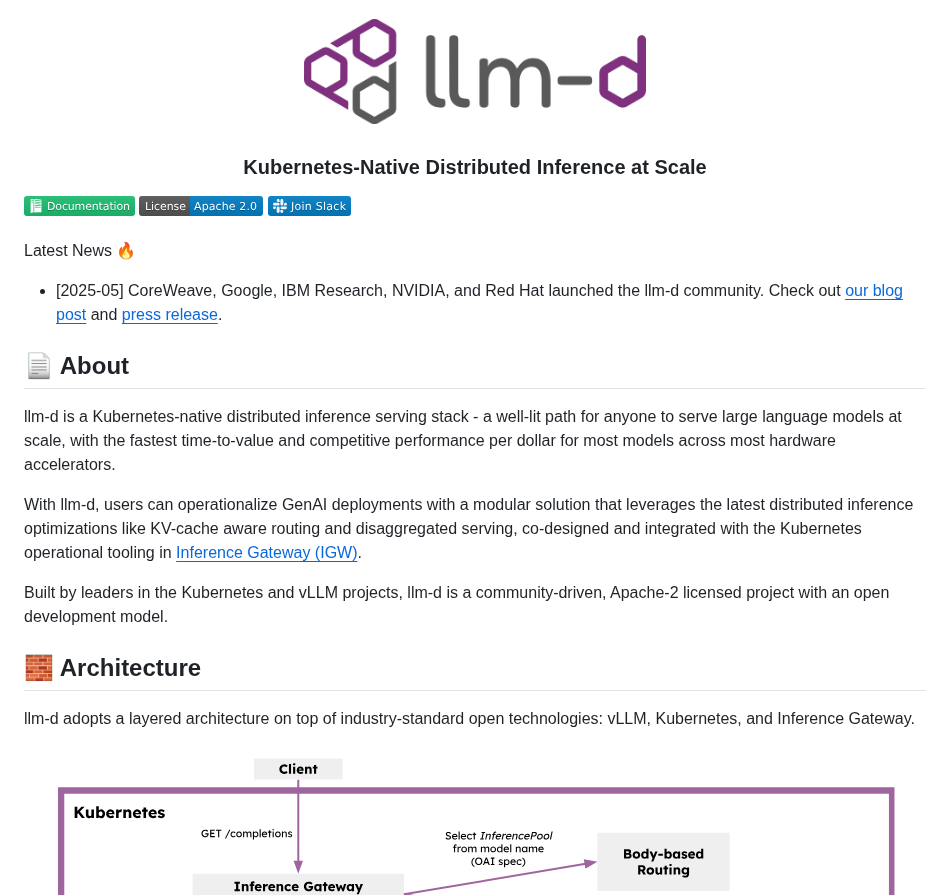 llm-d
Kubernetes-Native Distributed Inference at Scale
Documentation License Apache 2.0 Join Slack
Latest News 🔥
[2025-05] CoreWeave, Google, IBM Research, NVIDIA, and Red Hat launched the llm-d community. Check out our blog
post and press release.
About
llm-d is a Kubernetes-native distributed inference serving stack - a well-lit path for anyone to serve large language models at
scale, with the fastest time-to-value and competitive performance per dollar for most models across most hardware
accelerators.
With llm-d, users can operationalize GenAI deployments with a modular solution that leverages the latest distributed inference
optimizations like KV-cache aware routing and disaggregated serving, co-designed and integrated with the Kubernetes
operational tooling in Inference Gateway (IGW).
Built by leaders in the Kubernetes and vLLM projects, llm-d is a community-driven, Apache-2 licensed project with an open
development model.
Architecture
llm-d adopts a layered architecture on top of industry-standard open technologies: vLLM, Kubernetes, and Inference Gateway.
Client
Kubernetes
GET /completions
Select InferencePool
from model name
(OAI spec)
Body-based
Routing
Inference Gateway